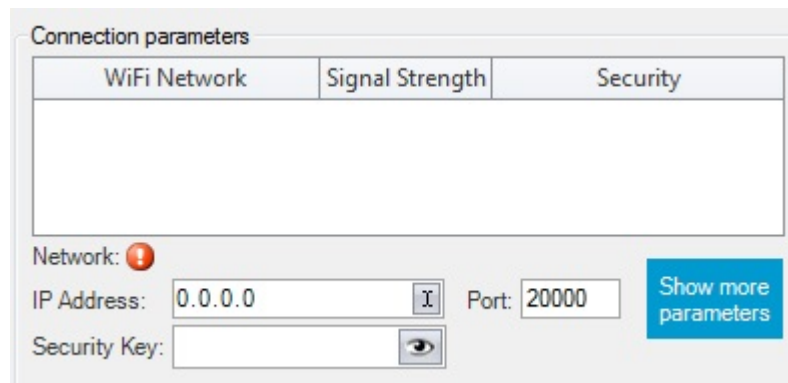 Connection parameters
WiFi Network Signal Strength Security
Network:
IP Address: 0.0.0.0 Port: 20000
Show more
parameters
Security Key: